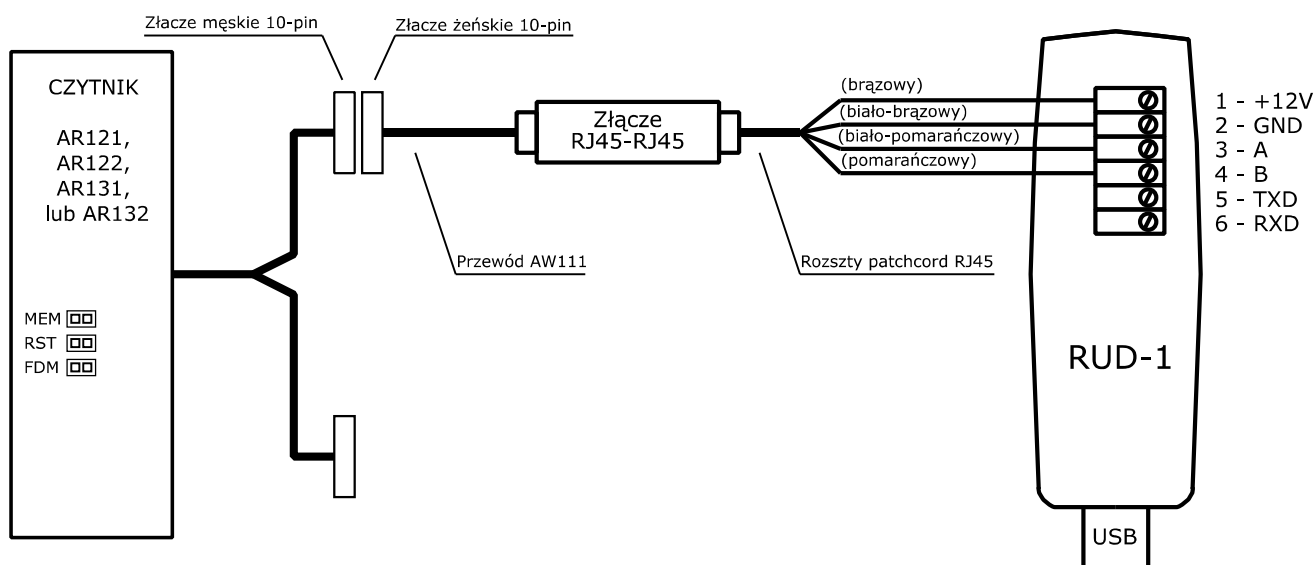 Złacze męskie 10-pin
Złacze żeńskie 10-pin
CZYTNIK
AR121,
AR122,
AR131,
lub AR132
MEM
RST
FDM
Złącze
RJ45-RJ45
Przewód AW111
(brązowy)
(biało-brązowy)
(biało-pomarańczowy)
(pomarańczowy)
Rozszty patchcord RJ45
1 - +12V
2 - GND
3 - A
4 - B
5 - TXD
6 - RXD
RUD-1
USB